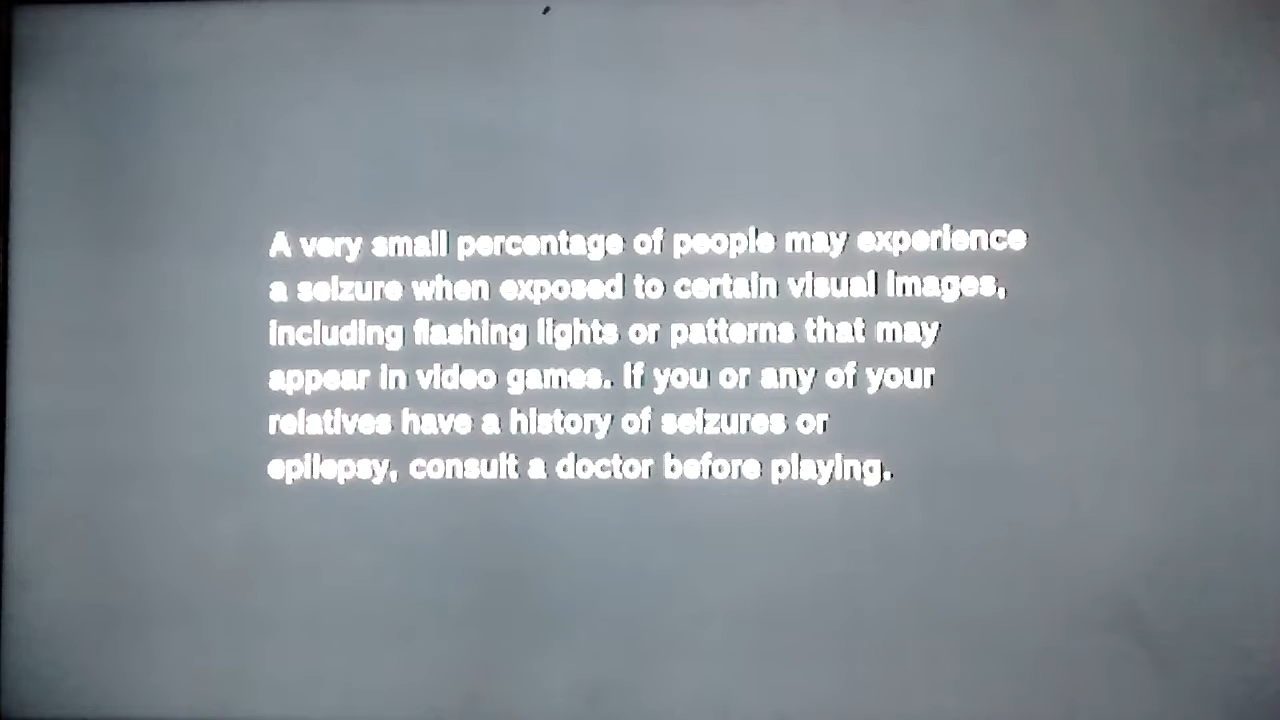 A very small percentage of people may experience
a seizure when exposed to certain visual images,
including flashing lights or patterns that may
appear in video games. If you or any of your
relatives have a history of seizures or
epilepsy, consult a doctor before playing.